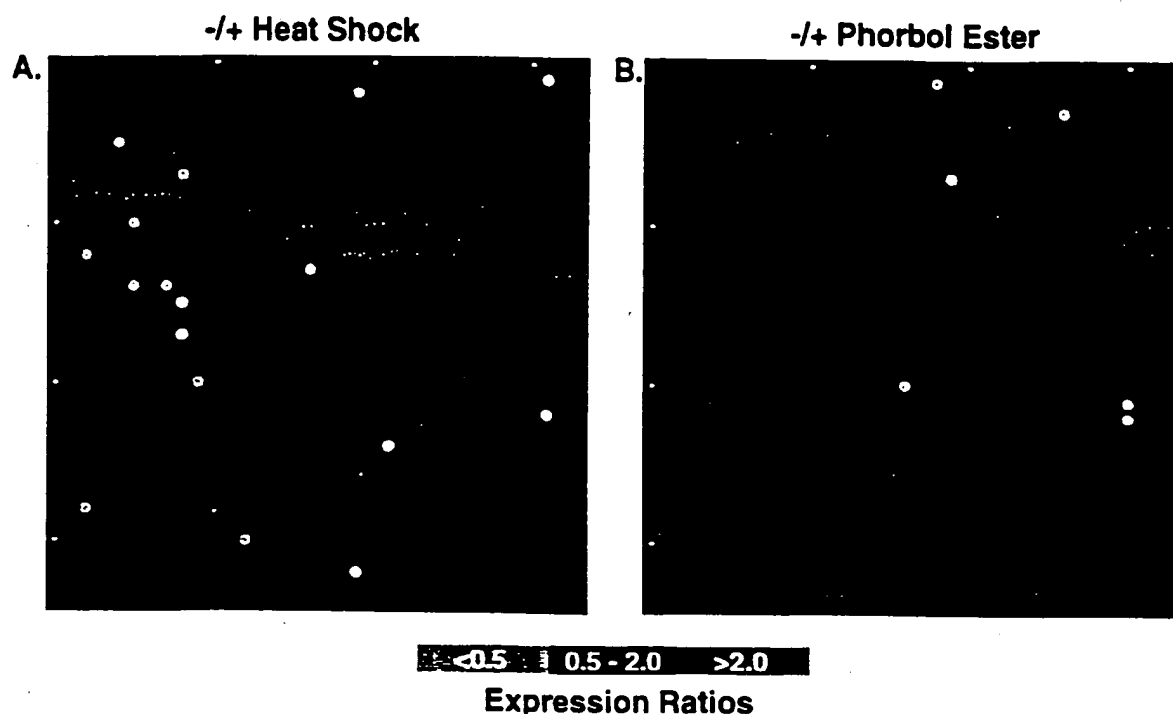 -/+ Heat Shock
-/+ Phorbol Ester
A.
B.
<0.5 0.5 - 2.0 >2.0
Expression Ratios